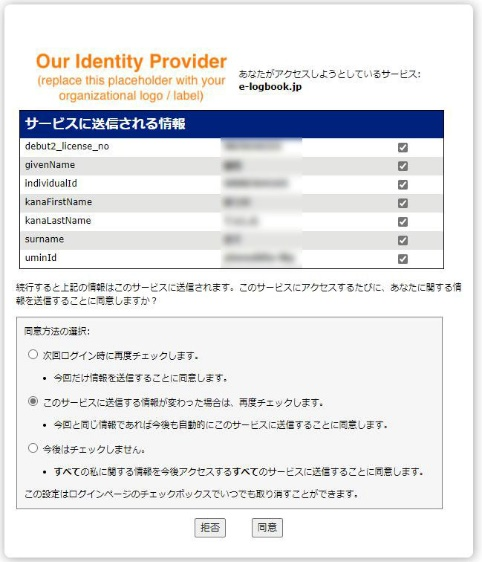 Our Identity Provider
(replace this placeholder with your
organizational logo / label)
あなたがアクセスしようとしているサービス:
e-logbook.jp
サービスに送信される情報
debut2_license_no
givenName
individualId
kanaFirstName
kanaLastName
surname
uminId
続行すると上記の情報はこのサービスに送信されます。このサービスにアクセスするたびに、あなたに関する情
報を送信することに同意しますか？
同意方法の選択:
次回ログイン時に再度チェックします。
• 今回だけ情報を送信することに同意します。
このサービスに送信する情報が変わった場合は、再度チェックします。
• 今回と同じ情報であれば今後も自動的にこのサービスに送信することに同意します。
今後はチェックしません。
• すべての私に関する情報を今後アクセスするすべてのサービスに送信することに同意します。
この設定はログインページのチェックボックスでいつでも取り消すことができます。
拒否 同意